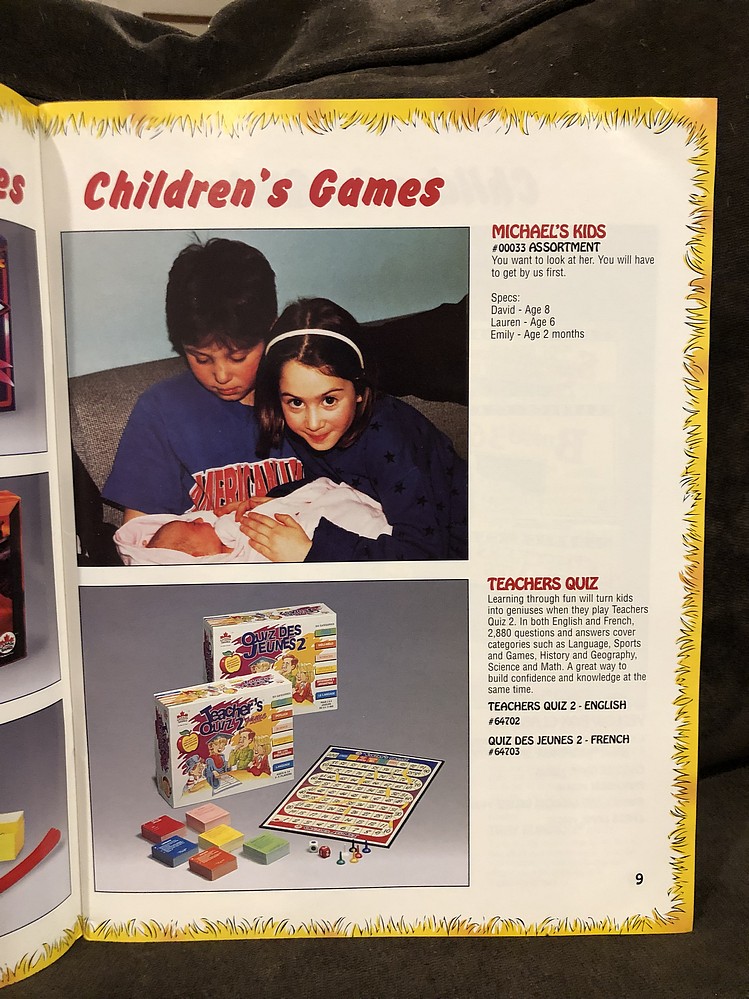 es
Children's Games
MICHAEL'S KIDS
#00033 ASSORTMENT
You want to look at her. You will have
to get by us first.
Specs:
David - Age 8
Lauren - Age 6
Emily - Age 2 months
AMERICAN
TEACHERS QUIZ
Learning through fun will turn kids
into geniuses when they play Teachers
Quiz 2. In both English and French,
2,880 questions and answers cover
categories such as Language, Sports
and Games, History and Geography,
Science and Math. A great way to
build confidence and knowledge at the
same time.
TEACHERS QUIZ 2 - ENGLISH
#64702
QUIZ DES JEUNES 2 - FRENCH
#64703
QUIZ DES
JEUNES 2
Teacher's
Quiz 2
9